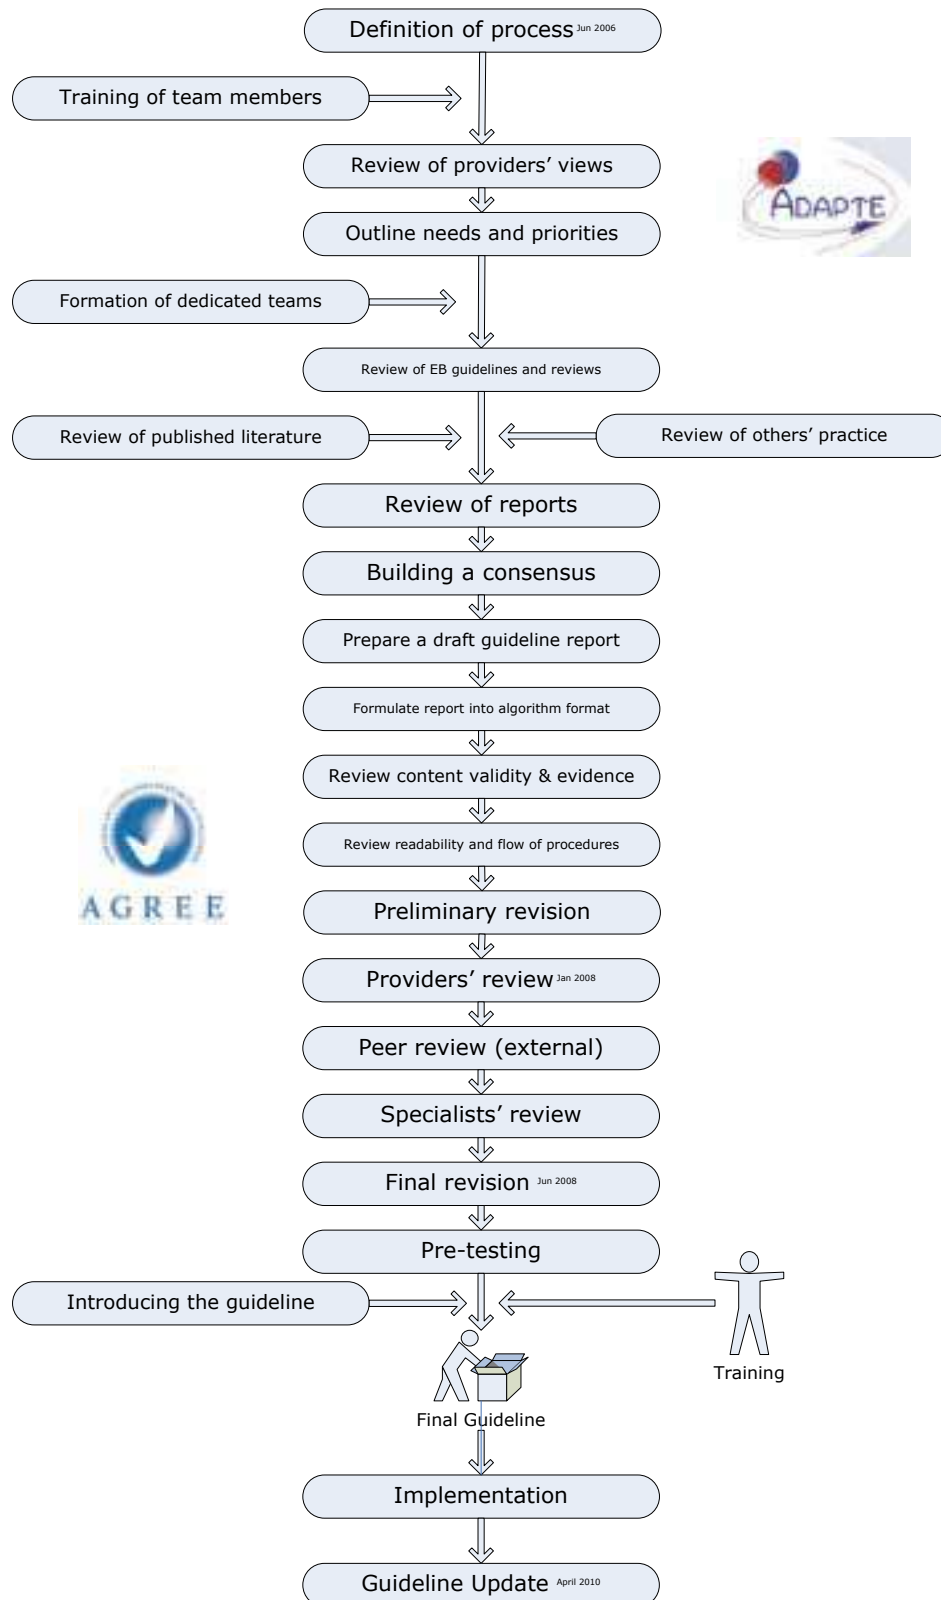 Definition of process Jun 2006
Training of team members
Review of providers’ views
ADAPTE
Outline needs and priorities
Formation of dedicated teams
Review of EB guidelines and reviews
Review of published literature
Review of others’ practice
Review of reports
Building a consensus
Prepare a draft guideline report
Formulate report into algorithm format
Review content validity & evidence
Review readability and flow of procedures
AGREE
Preliminary revision
Providers’ review Jan 2008
Peer review (external)
Specialists’ review
Final revision Jun 2008
Pre-testing
Introducing the guideline
Training
Final Guideline
Implementation
Guideline Update April 2010